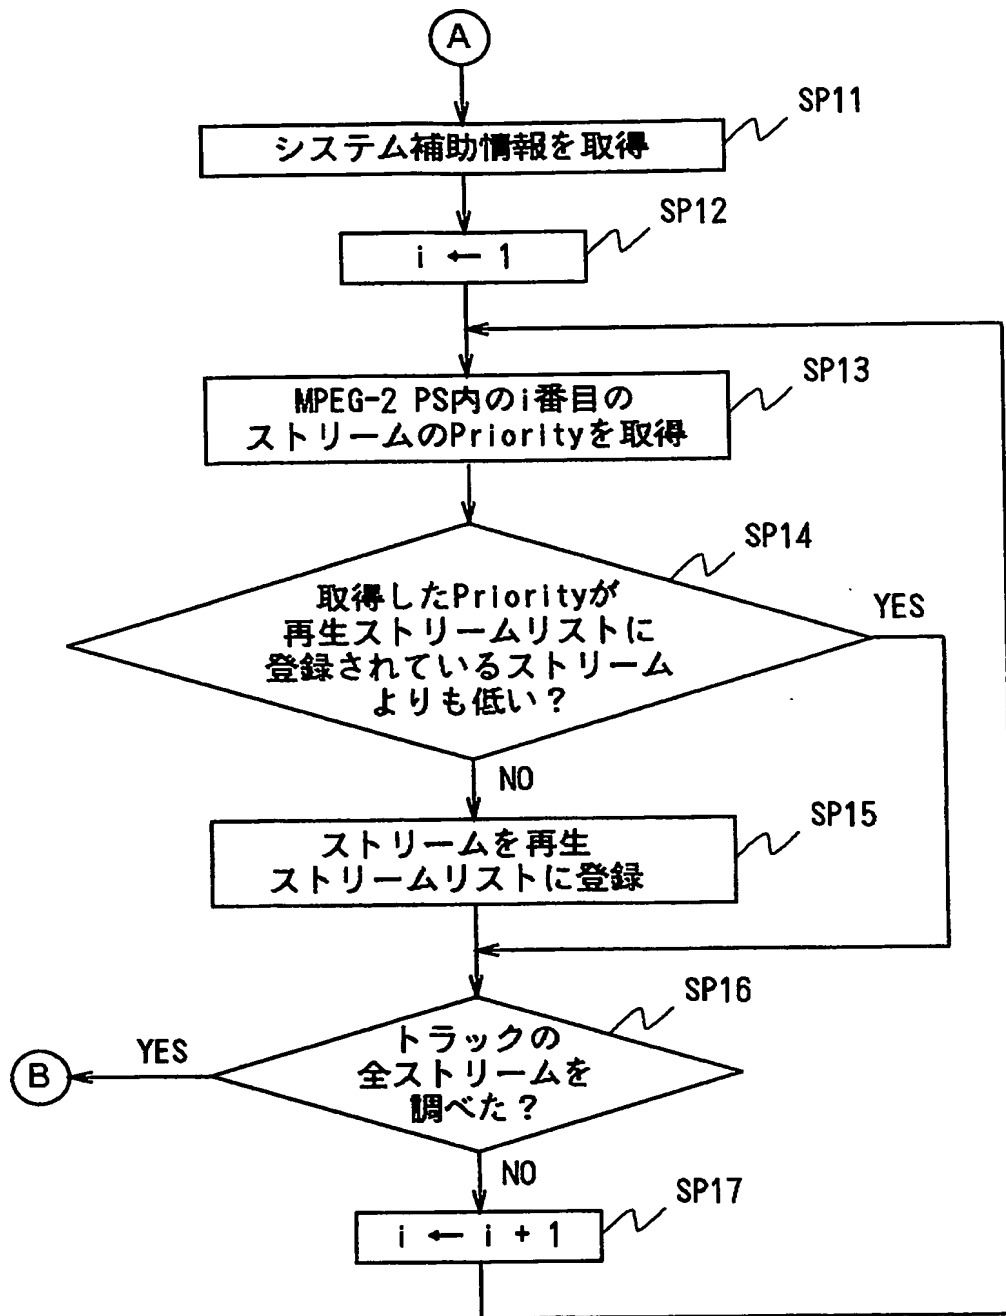 A
SP11
システム補助情報を取得
SP12
i ← 1
SP13
MPEG-2 PS内のi番目の
ストリームのPriorityを取得
SP14
取得したPriorityが
再生ストリームリストに
登録されているストリーム
よりも低い？
YES
NO
SP15
ストリームを再生
ストリームリストに登録
SP16
トラックの
全ストリームを
調べた？
YES
B
NO
SP17
i ← i + 1